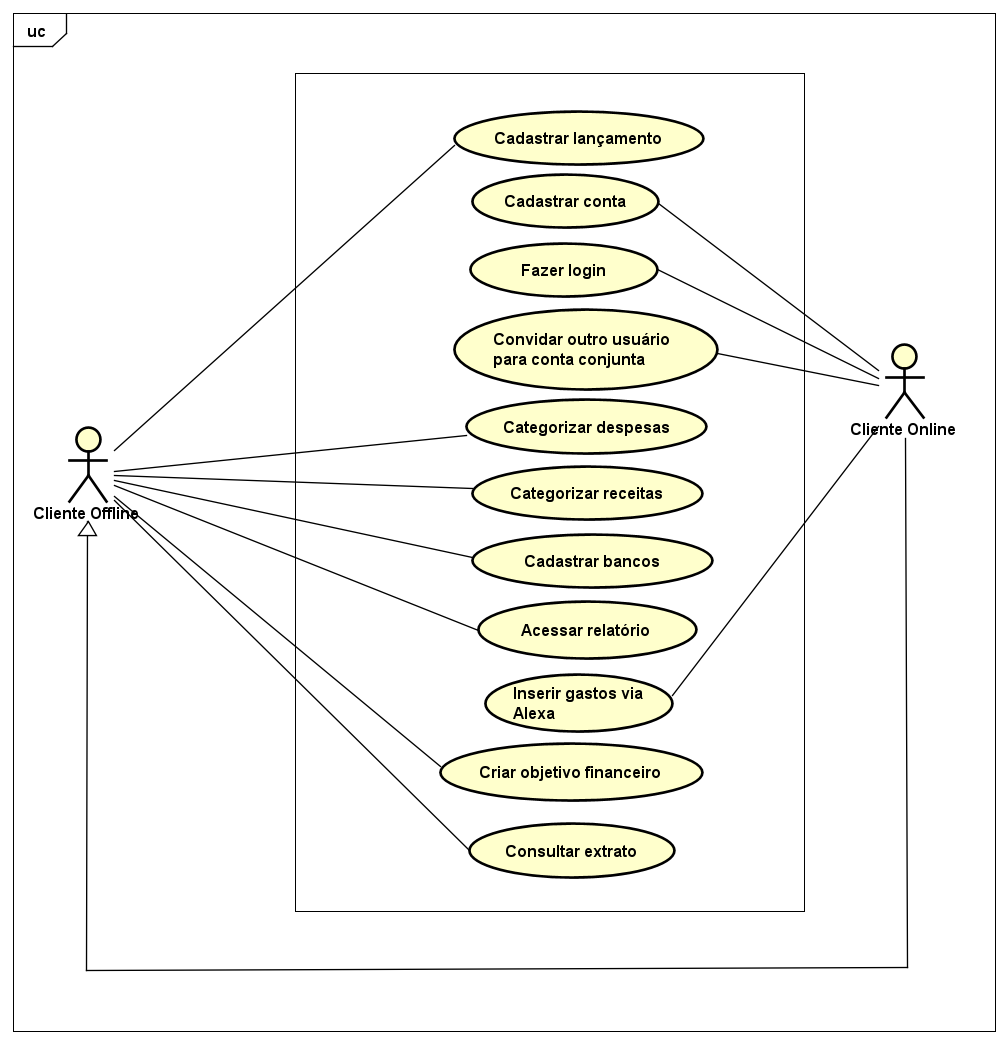 uc
Cadastrar lançamento
Cadastrar conta
Fazer login
Convidar outro usuário
para conta conjunta
Categorizar despesas
Cliente Online
Categorizar receitas
Cliente Offline
Cadastrar bancos
Acessar relatório
Inserir gastos via
Alexa
Criar objetivo financeiro
Consultar extrato